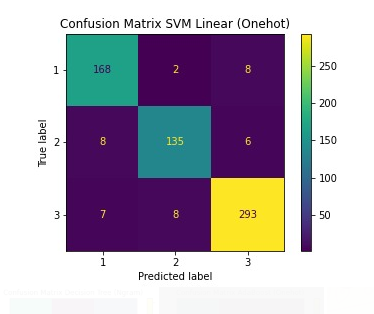 Confusion Matrix SVM Linear (Onehot)
1 168 2 8
2 8 135 6
3 7 8 293
1 2 3
Predicted label
True label
250
200
150
100
50